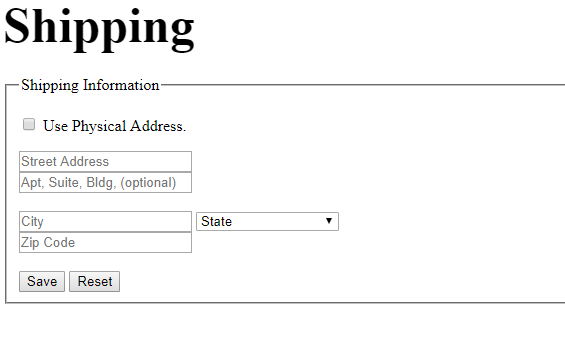 Shipping
Shipping Information
Use Physical Address.
Street Address
Apt, Suite, Bldg, (optional)
City State
Zip Code
Save Reset